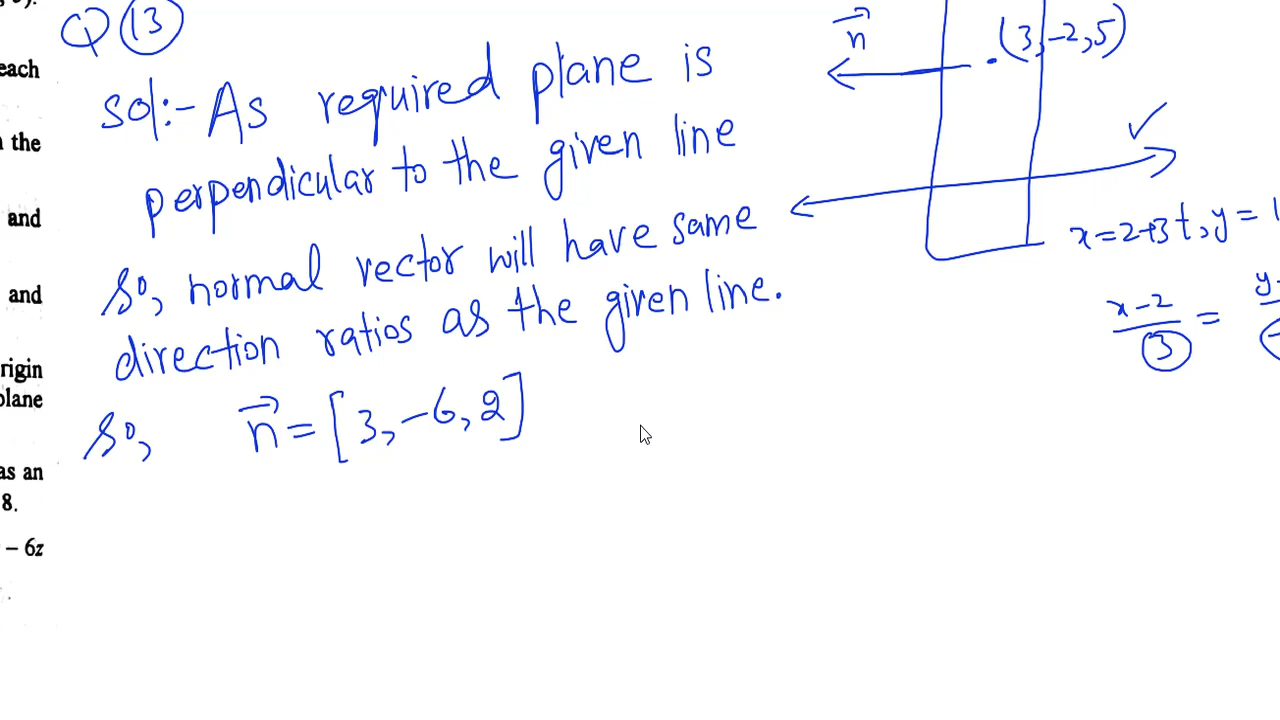 Q (13)
sol:- As required plane is
perpendicular to the given line
So, normal vector will have same
direction ratios as the given line.
So, n⃗ = [3, -6, 2]
n⃗
(3, -2, 5)
x = 2+3t, y = 1
x-2/3 =
each
n the
and
and
rigin
plane
as an
8.
- 6z